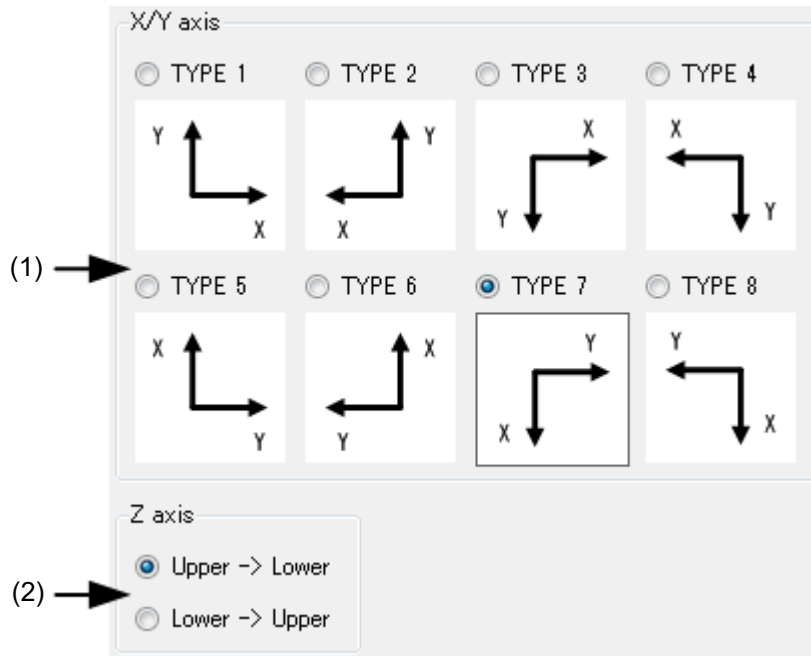 X/Y axis
TYPE 1 TYPE 2 TYPE 3 TYPE 4
Y Y X X
X X Y Y
(1)
TYPE 5 TYPE 6 TYPE 7 TYPE 8
X X Y Y
Y Y X X
Z axis
Upper -> Lower
(2)
Lower -> Upper